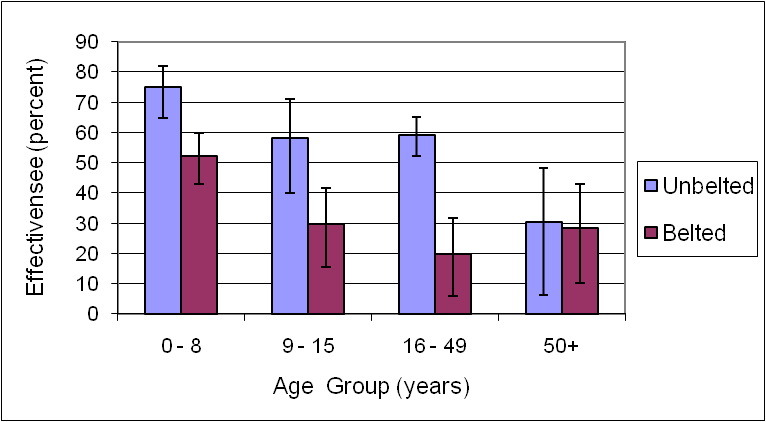 90
80
70
60
50
40
30
20
10
0
Effectivensee (percent)
0 - 8 9 - 15 16 - 49 50+
Age Group (years)
Unbelted
Belted